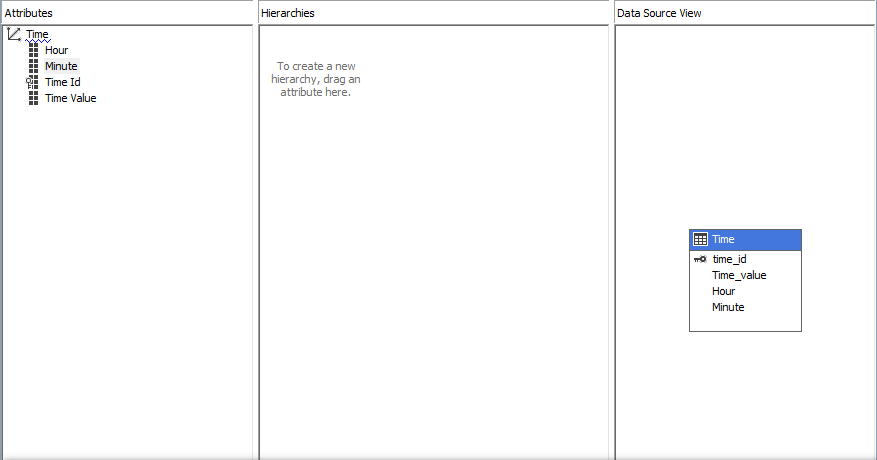 Attributes
Time
Hour
Minute
Time Id
Time Value
Hierarchies
To create a new
hierarchy, drag an
attribute here.
Data Source View
Time
time_id
Time_value
Hour
Minute